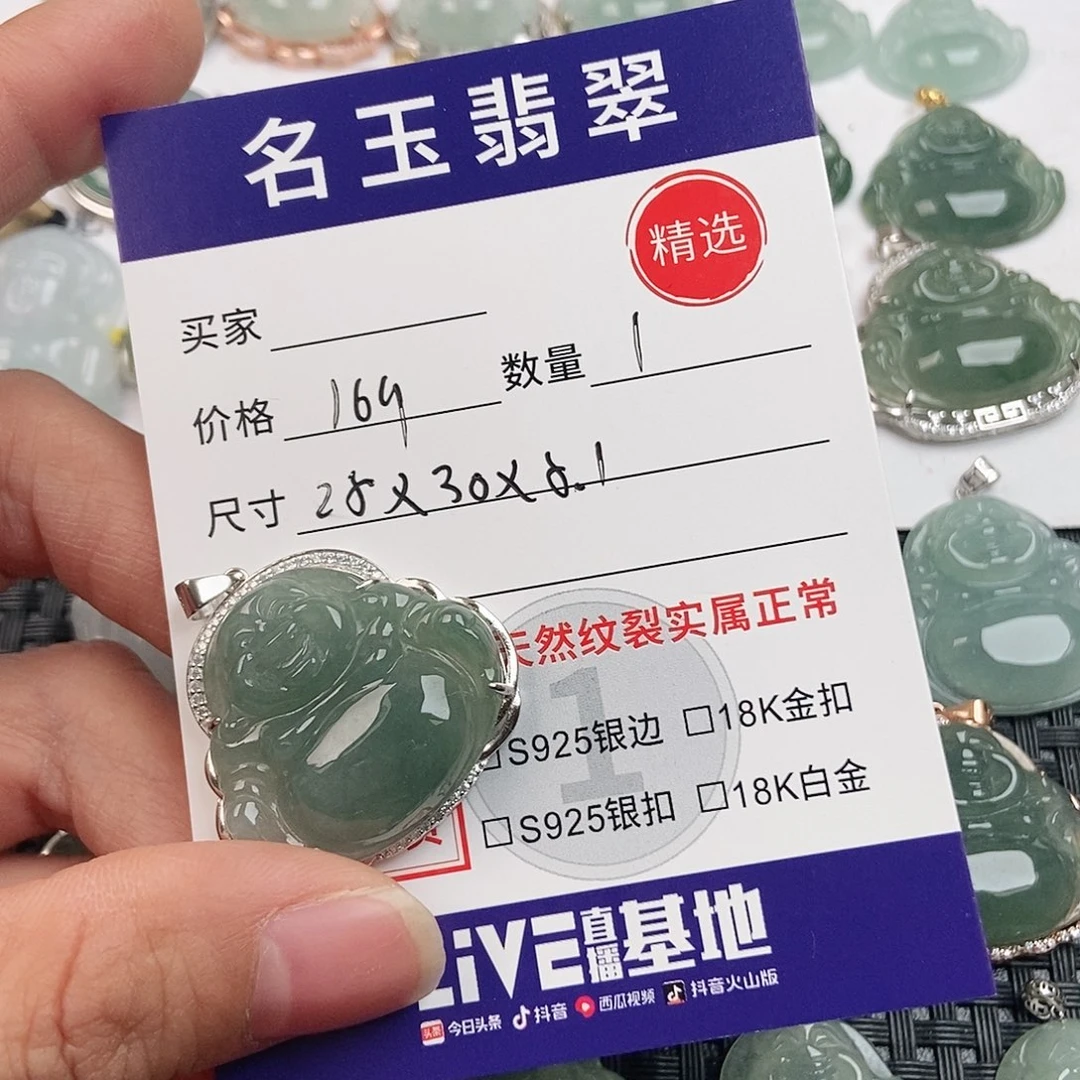 名玉翡翠
精选
买家
价格 169 数量 1
尺寸 28X30X8.1
天然纹裂实属正常
1
□S925银边 □18K金扣
□S925银扣 □18K白金
LiVE直播基地
头条 今日头条 抖音 西瓜视频 抖音火山版